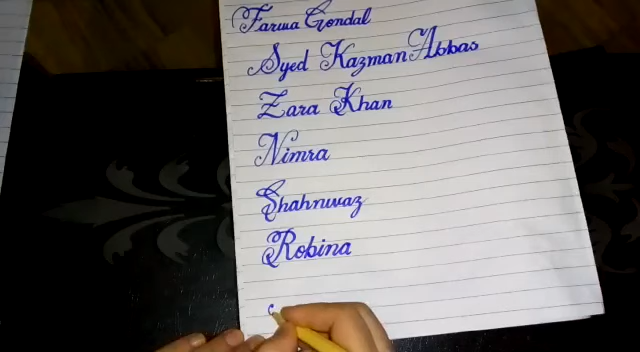 Farwa Gondal
Syed Kazman Abbas
Zara Khan
Nimra
Shahnwaz
Robina